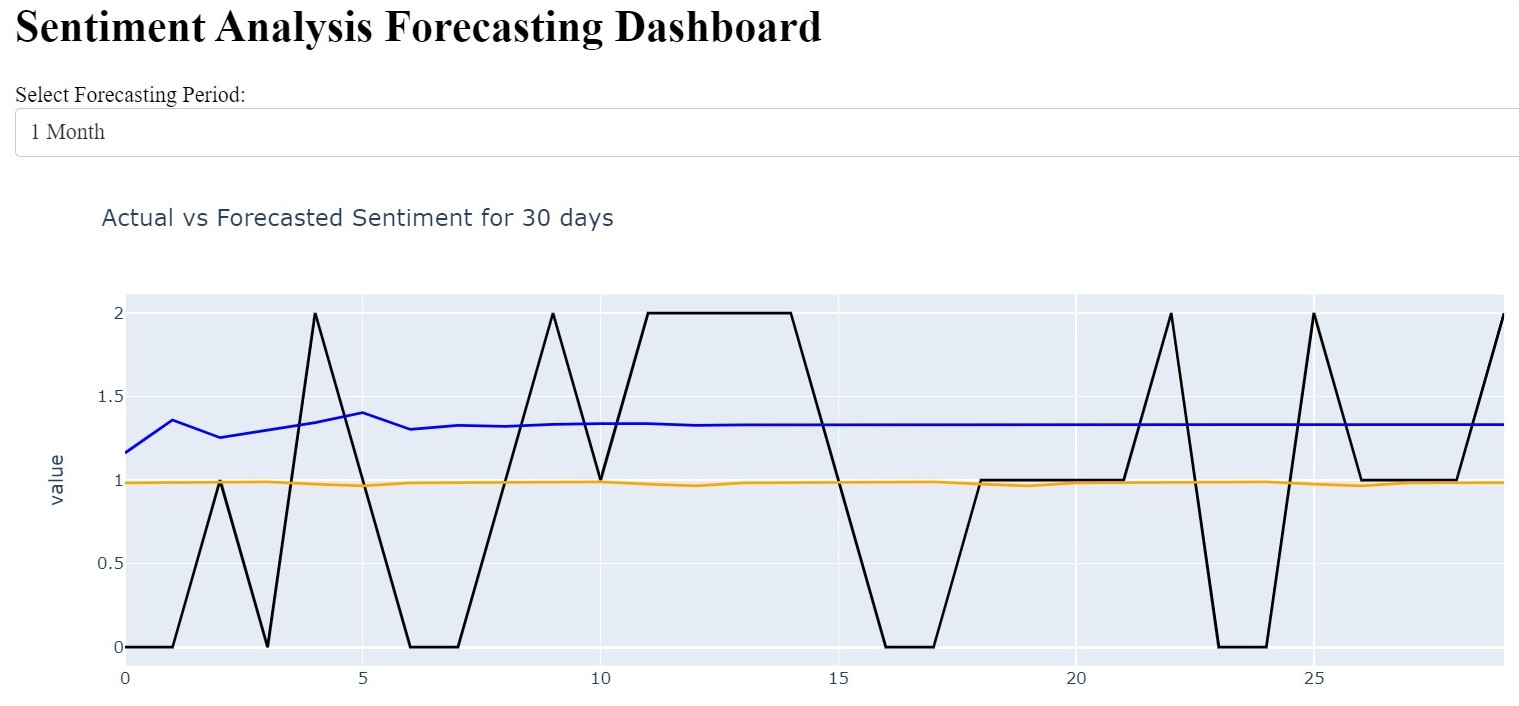 Sentiment Analysis Forecasting Dashboard
Select Forecasting Period:
1 Month
Actual vs Forecasted Sentiment for 30 days
2
1.5
1
0.5
0
value
0 5 10 15 20 25